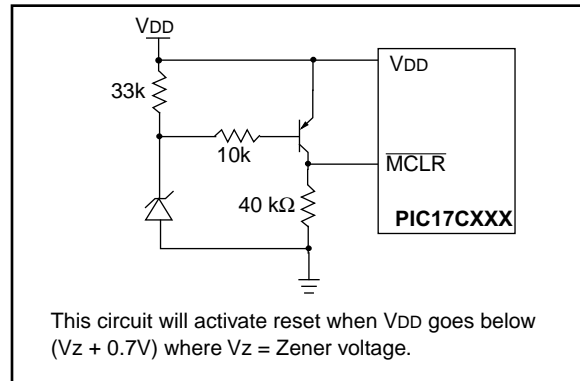 VDD
33k
10k
40 kΩ
VDD
MCLR
PIC17CXXX
This circuit will activate reset when VDD goes below
(Vz + 0.7V) where Vz = Zener voltage.